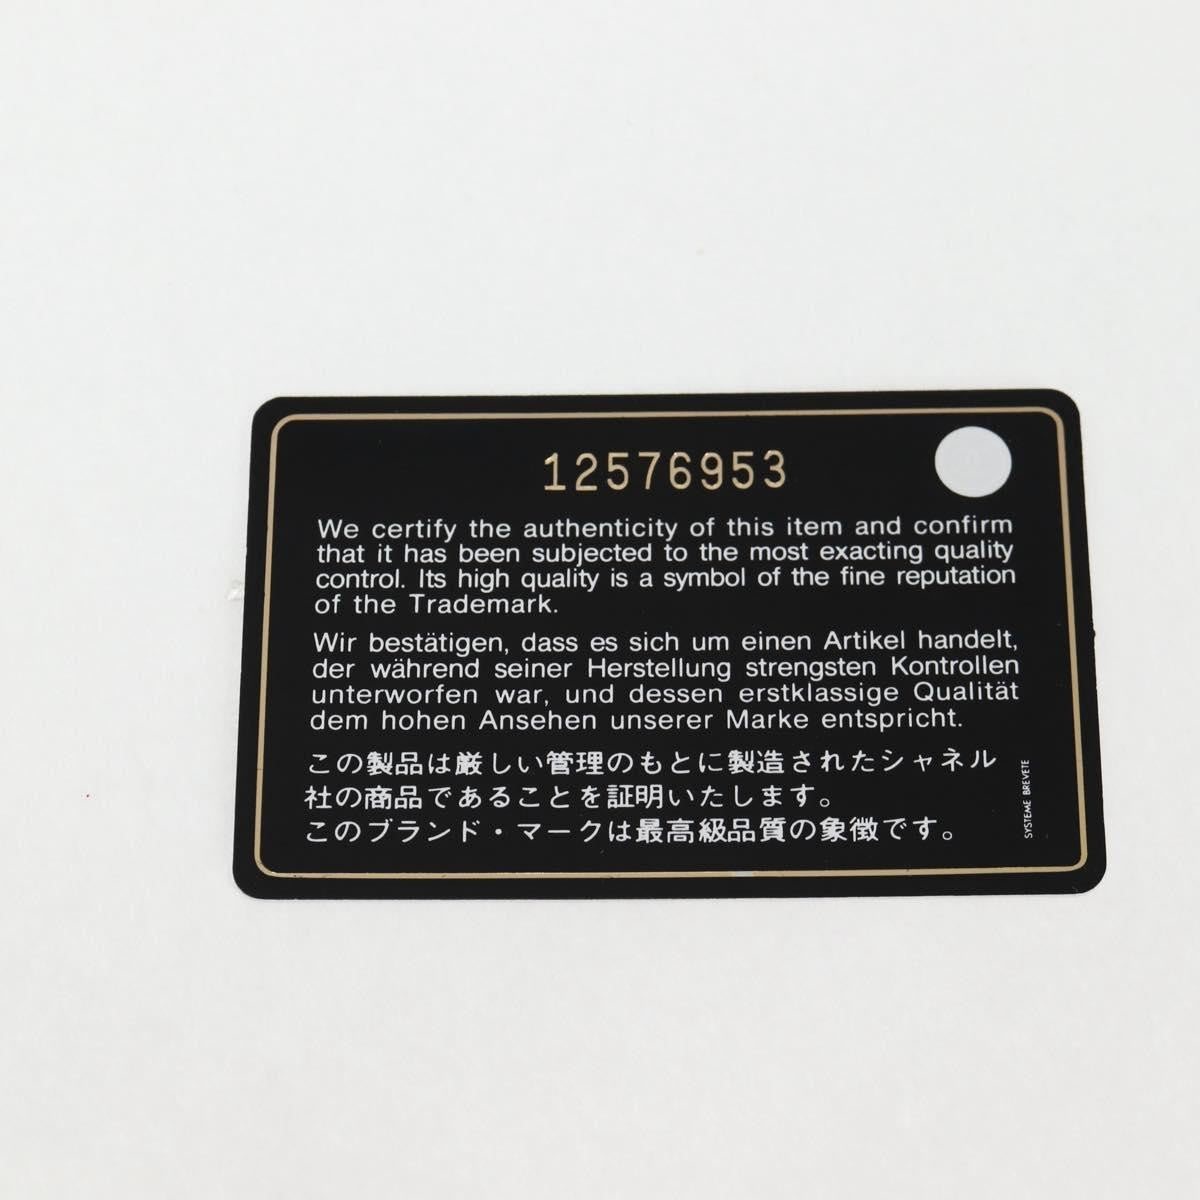 12576953
We certify the authenticity of this item and confirm
that it has been subjected to the most exacting quality
control. Its high quality is a symbol of the fine reputation
of the Trademark.
Wir bestätigen, dass es sich um einen Artikel handelt,
der während seiner Herstellung strengsten Kontrollen
unterworfen war, und dessen erstklassige Qualität
dem hohen Ansehen unserer Marke entspricht.
この製品は厳しい管理のもとに製造されたシャネル
社の商品であることを証明いたします。
このブランド・マークは最高級品質の象徴です。
SYSTEME BREVETE